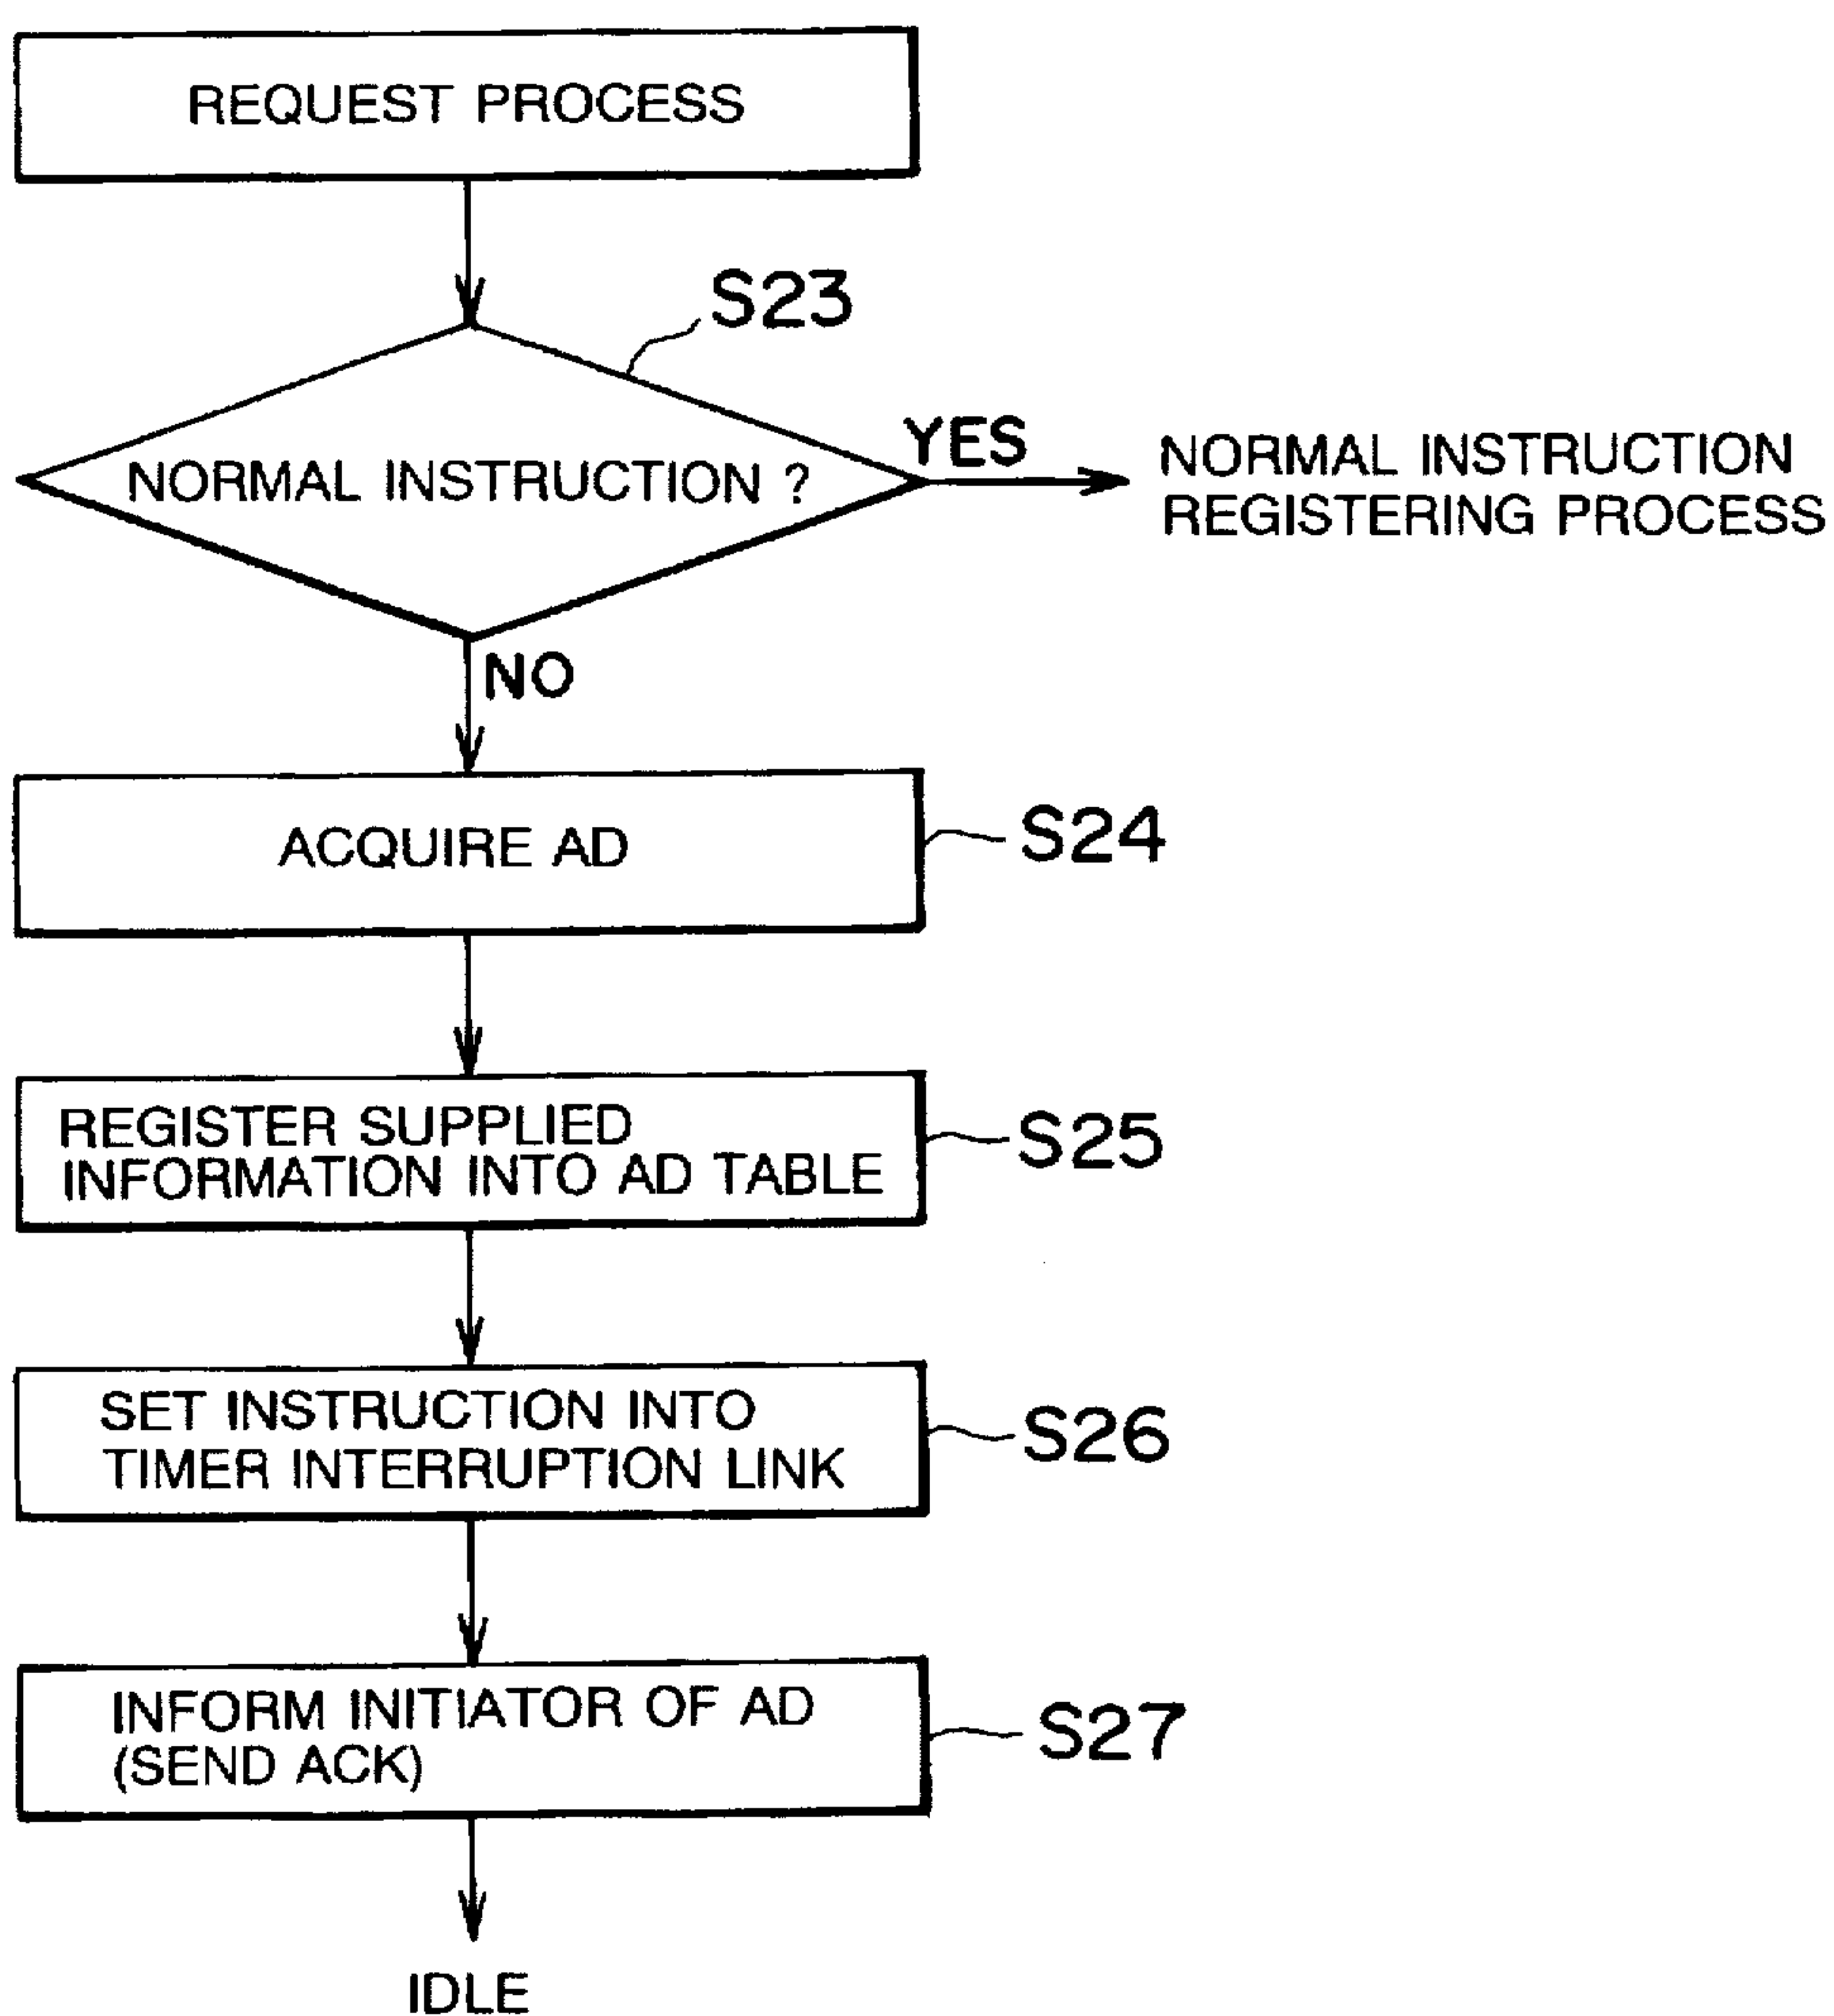 REQUEST PROCESS
S23
NORMAL INSTRUCTION ?
YES
NORMAL INSTRUCTION
REGISTERING PROCESS
NO
ACQUIRE AD
S24
REGISTER SUPPLIED
INFORMATION INTO AD TABLE
S25
SET INSTRUCTION INTO
TIMER INTERRUPTION LINK
S26
INFORM INITIATOR OF AD
(SEND ACK)
S27
IDLE